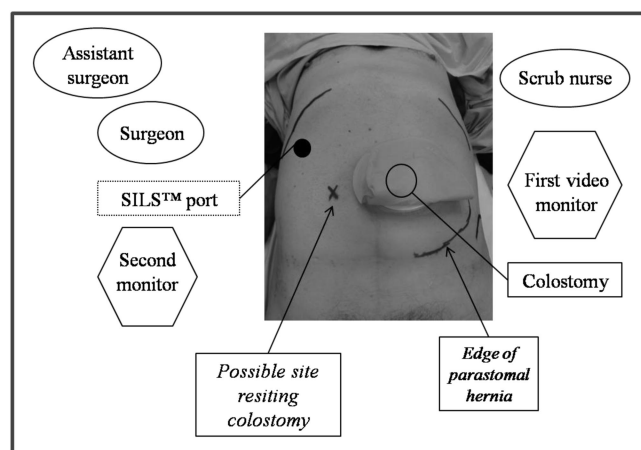 Assistant
surgeon
Surgeon
SILS™ port
Second
monitor
Possible site
resiting
colostomy
Scrub nurse
First video
monitor
Colostomy
Edge of
parastomal
hernia